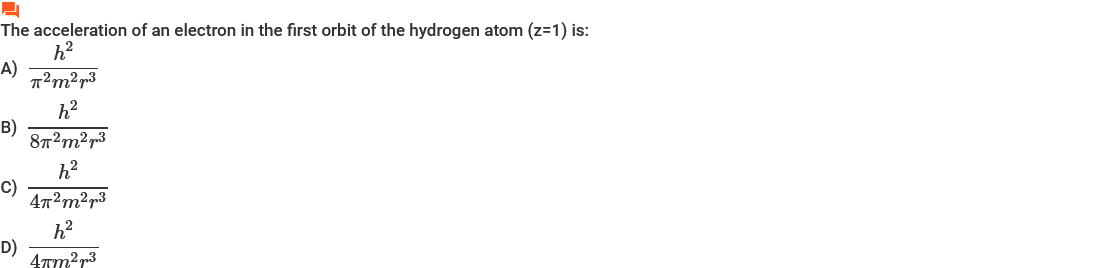 The acceleration of an electron in the first orbit of the hydrogen atom (z=1) is:
A) \frac{h^2}{\pi^2 m^2 r^3}
B) \frac{h^2}{8\pi^2 m^2 r^3}
C) \frac{h^2}{4\pi^2 m^2 r^3}
D) \frac{h^2}{4\pi m^2 r^3}